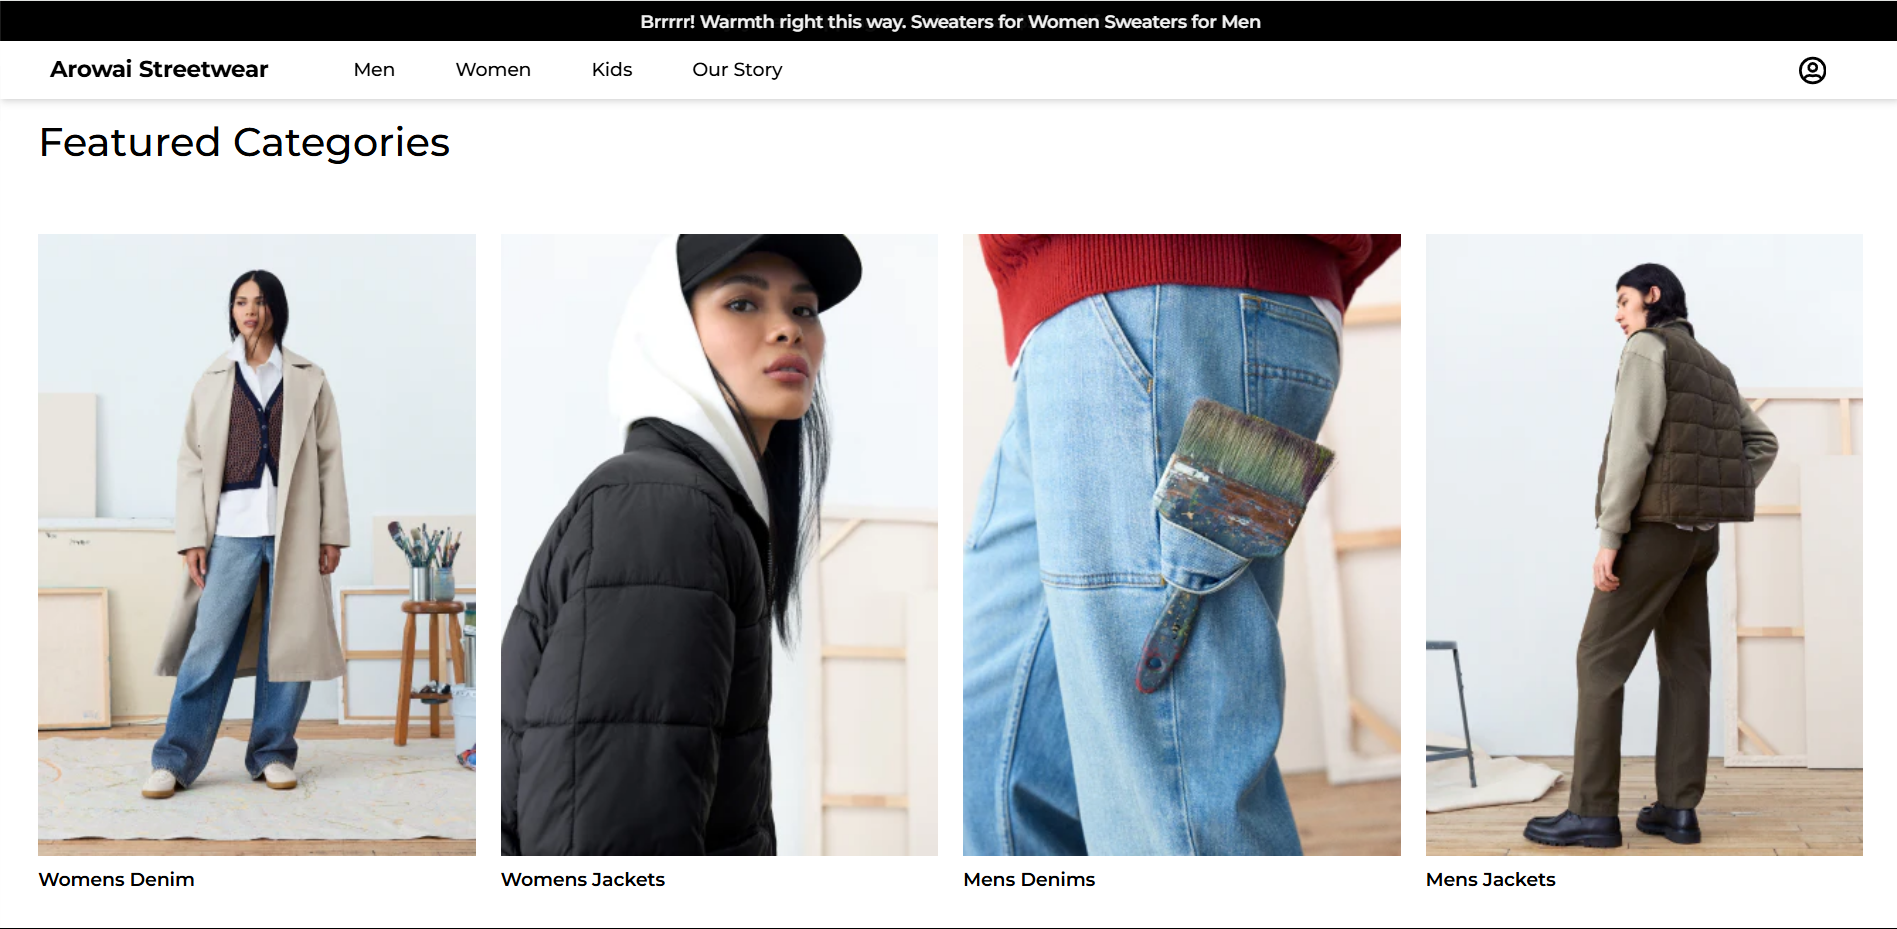 Brrrrr! Warmth right this way. Sweaters for Women Sweaters for Men
Arowai Streetwear Men Women Kids Our Story
Featured Categories
Womens Denim Womens Jackets Mens Denims Mens Jackets